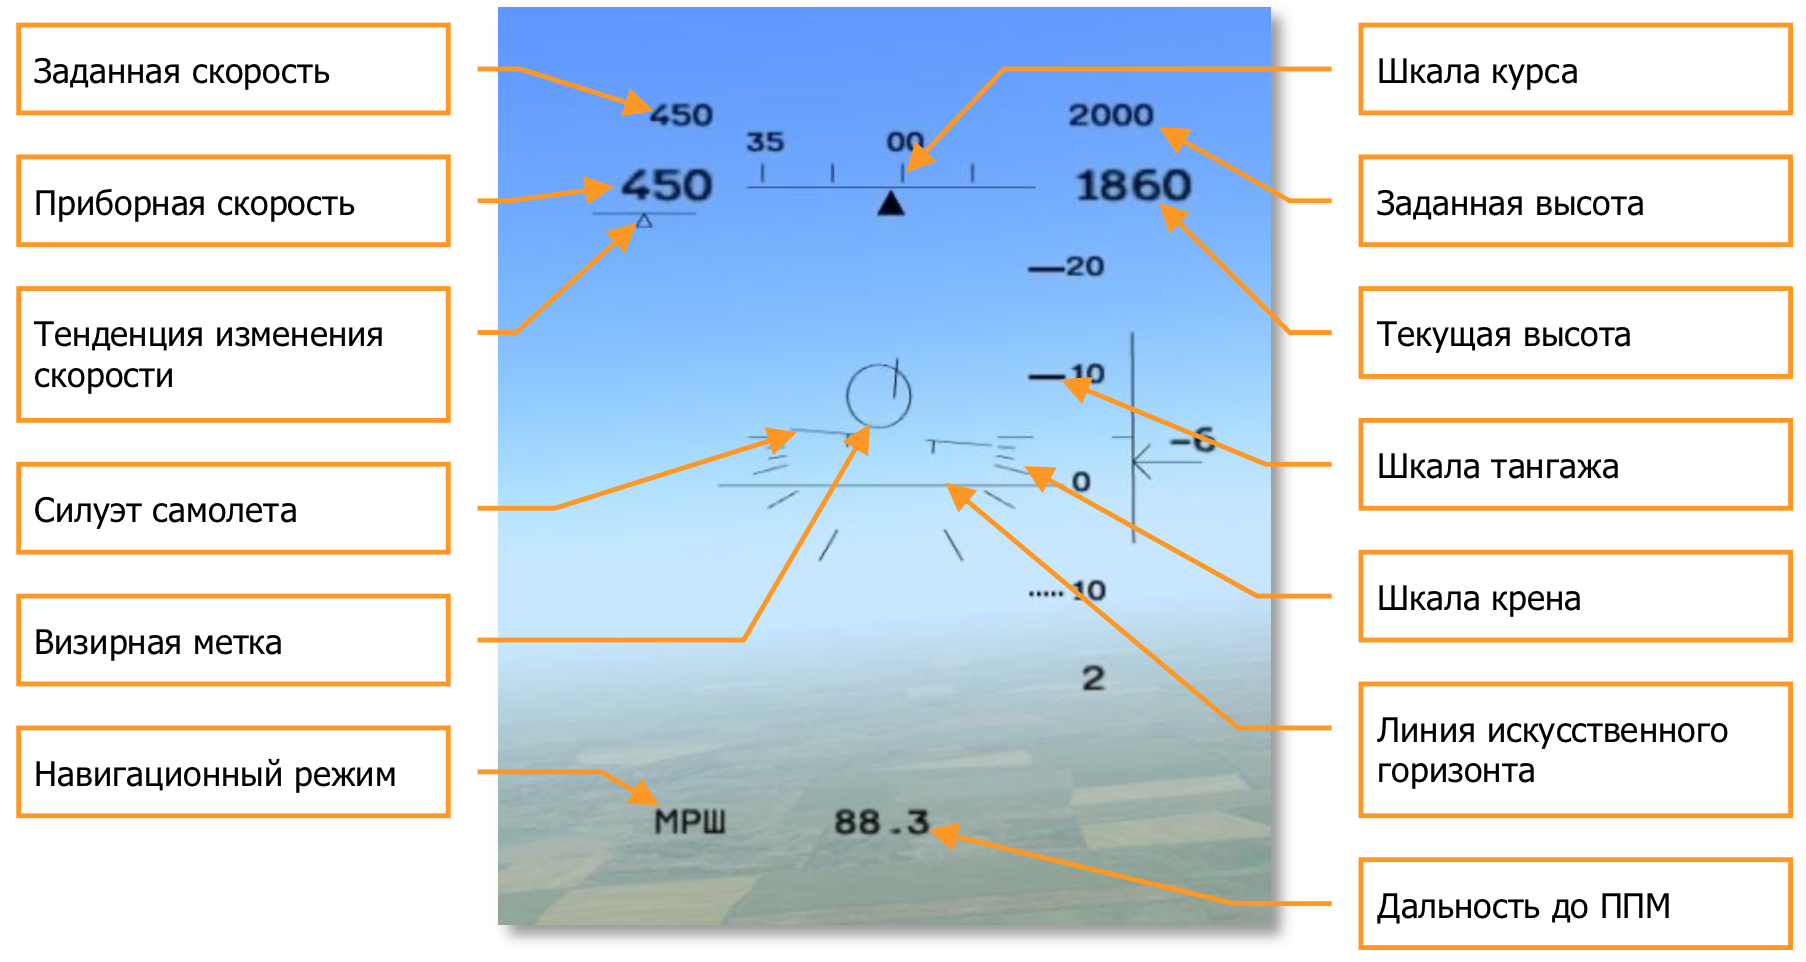 Заданная скорость
Приборная скорость
Тенденция изменения
скорости
Силуэт самолета
Визирная метка
Навигационный режим
450
35
00
2000
450
1860
20
10
-6
0
10
2
МРШ
88.3
Шкала курса
Заданная высота
Текущая высота
Шкала тангажа
Шкала крена
Линия искусственного
горизонта
Дальность до ППМ